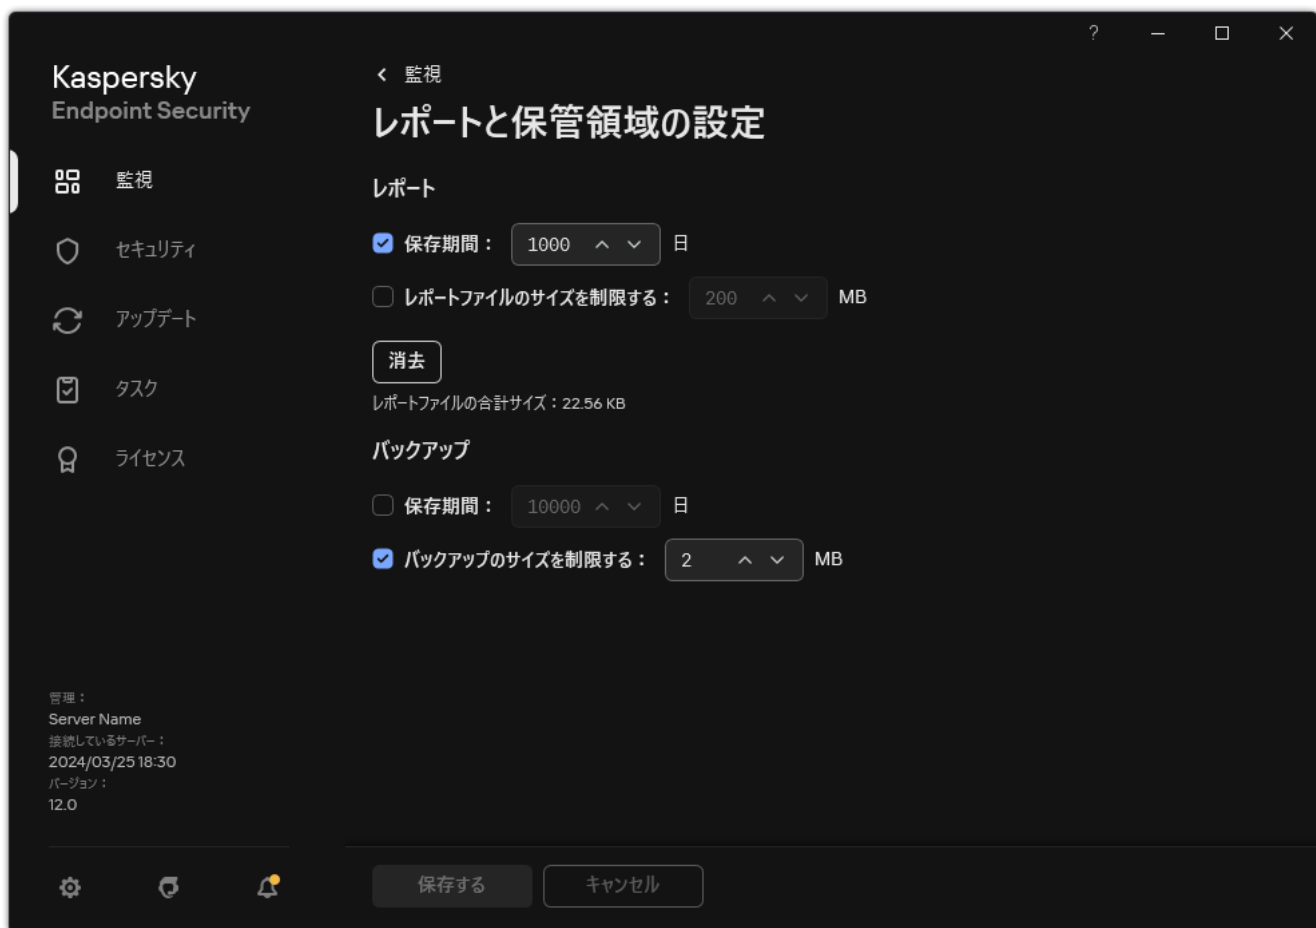 ?
Kaspersky
Endpoint Security
監視
セキュリティ
アップデート
タスク
ライセンス
管理：
Server Name
接続しているサーバー：
2024/03/25 18:30
バージョン：
12.0
監視
レポートと保管領域の設定
レポート
保存期間： 1000 日
レポートファイルのサイズを制限する： 200 MB
消去
レポートファイルの合計サイズ：22.56 KB
バックアップ
保存期間： 10000 日
バックアップのサイズを制限する： 2 MB
保存する キャンセル